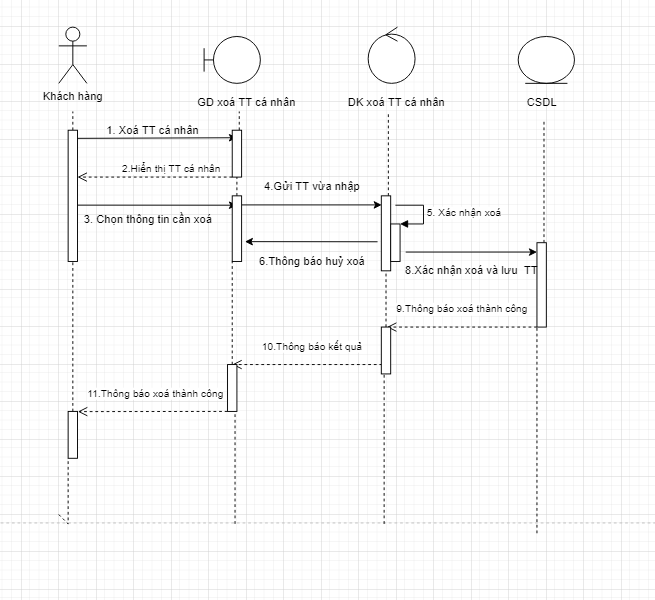 Khách hàng
GD xoá TT cá nhân
DK xoá TT cá nhân
CSDL
1. Xoá TT cá nhân
2.Hiển thị TT cá nhân
3. Chọn thông tin cần xoá
4.Gửi TT vừa nhập
5. Xác nhận xoá
6.Thông báo huỷ xoá
8.Xác nhận xoá và lưu TT
9.Thông báo xoá thành công
10.Thông báo kết quả
11.Thông báo xoá thành công